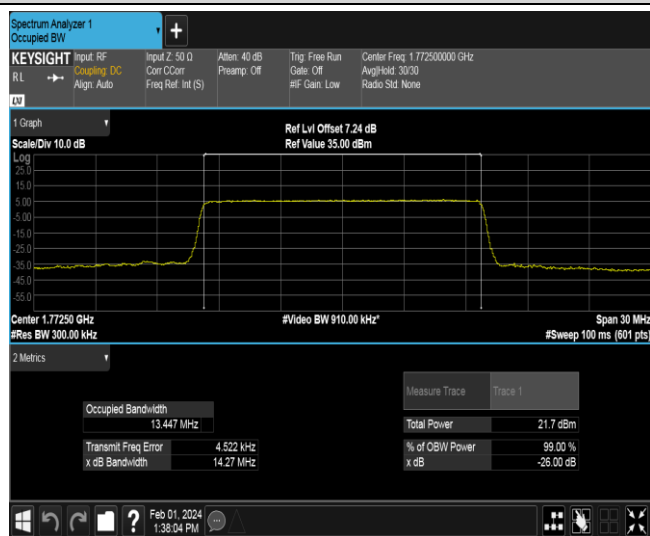 Spectrum Analyzer 1
Occupied BW
+
KEYSIGHT Input: RF Input Z: 50 Ω Atten: 40 dB Trig: Free Run Center Freq: 1.772500000 GHz
RL Coupling: DC Corr CCorr Preamp: Off Gate: Off Avg|Hold: 30/30
Align: Auto Freq Ref: Int (S) #IF Gain: Low Radio Std: None
LXI
1 Graph Ref Lvl Offset 7.24 dB
Scale/Div 10.0 dB Ref Value 35.00 dBm
Log
25.0
15.0
5.00
-5.00
-15.0
-25.0
-35.0
-45.0
-55.0
Center 1.77250 GHz #Video BW 910.00 kHz* Span 30 MHz
#Res BW 300.00 kHz #Sweep 100 ms (601 pts)
2 Metrics
Measure Trace Trace 1
Occupied Bandwidth
13.447 MHz Total Power 21.7 dBm
Transmit Freq Error 4.522 kHz % of OBW Power 99.00 %
x dB Bandwidth 14.27 MHz x dB -26.00 dB
? Feb 01, 2024
1:38:04 PM